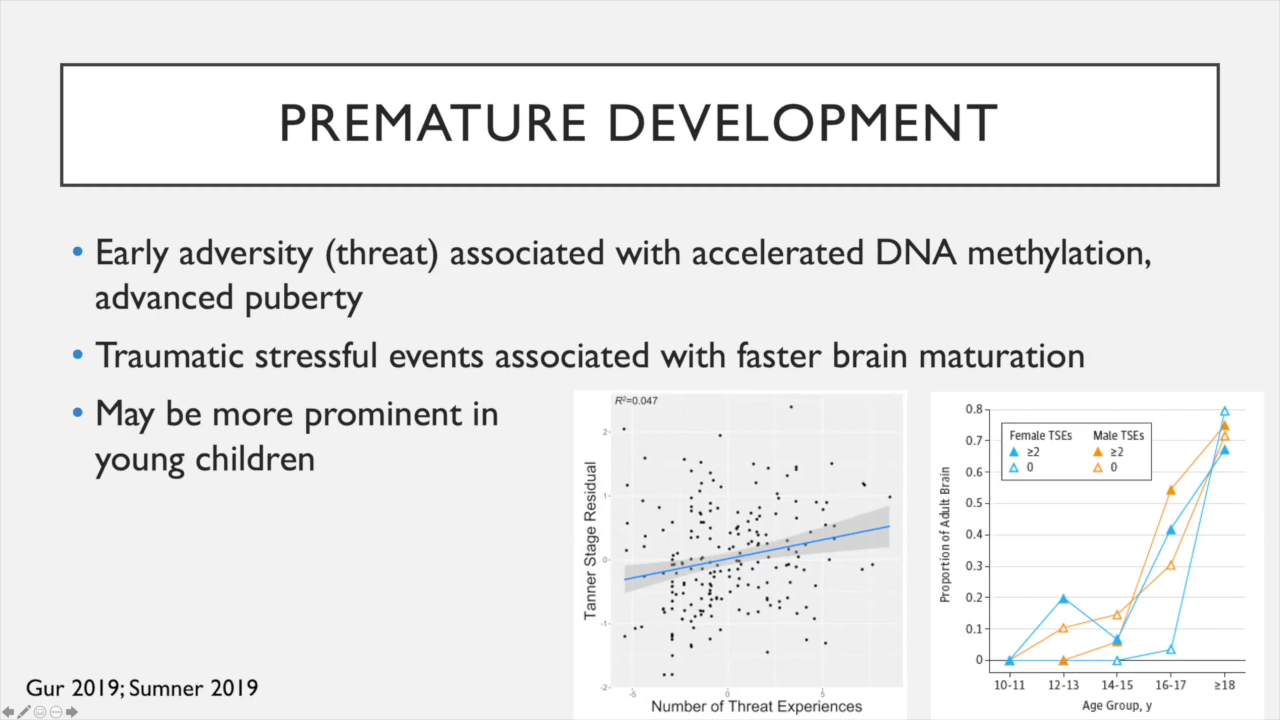 PREMATURE DEVELOPMENT
• Early adversity (threat) associated with accelerated DNA methylation,
advanced puberty
• Traumatic stressful events associated with faster brain maturation
• May be more prominent in
young children
R²=0.047
Tanner Stage Residual
2
1
0
-1
-2
-5
0
5
Number of Threat Experiences
Proportion of Adult Brain
0.8
0.7
0.6
0.5
0.4
0.3
0.2
0.1
0
Female TSEs Male TSEs
≥2 ≥2
0 0
10-11 12-13 14-15 16-17 ≥18
Age Group, y
Gur 2019; Sumner 2019